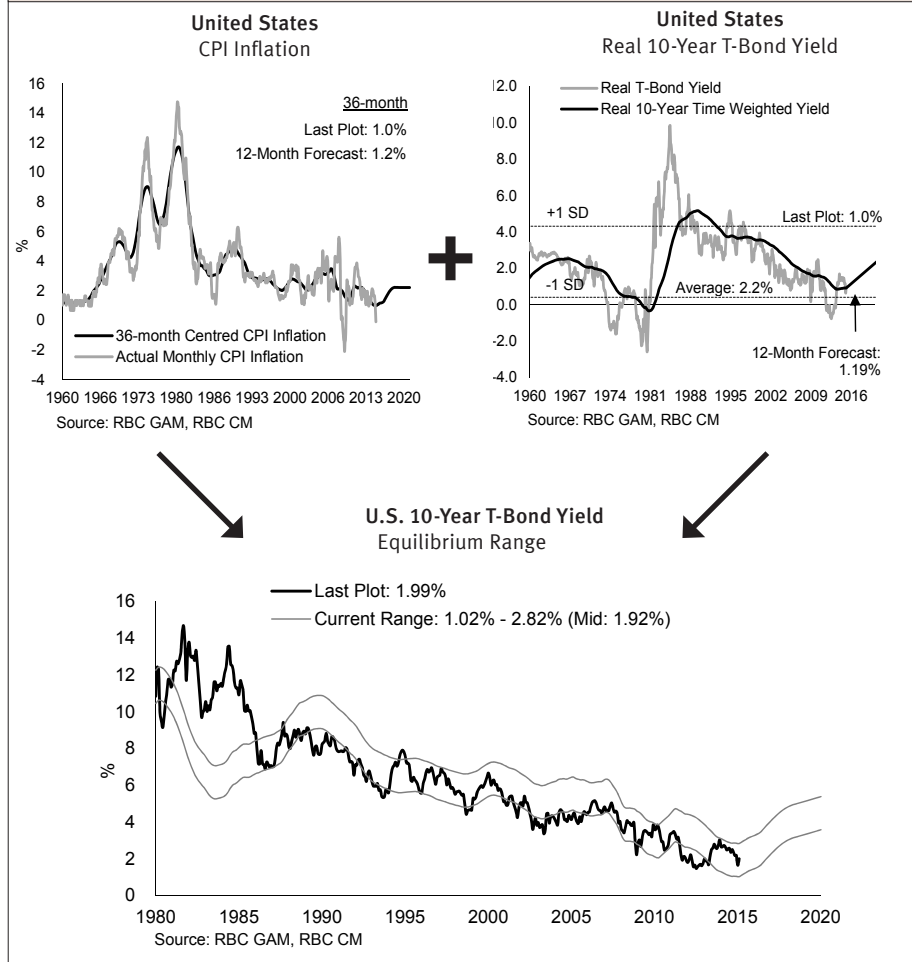 United States
CPI Inflation
16
14
12
10
8
6
4
2
0
-2
-4
%
36-month
Last Plot: 1.0%
12-Month Forecast: 1.2%
36-month Centred CPI Inflation
Actual Monthly CPI Inflation
1960 1966 1973 1980 1986 1993 2000 2006 2013 2020
Source: RBC GAM, RBC CM
+
United States
Real 10-Year T-Bond Yield
12.0
10.0
8.0
6.0
4.0
2.0
0.0
-2.0
-4.0
Real T-Bond Yield
Real 10-Year Time Weighted Yield
+1 SD
Last Plot: 1.0%
-1 SD
Average: 2.2%
12-Month Forecast:
1.19%
1960 1967 1974 1981 1988 1995 2002 2009 2016
Source: RBC GAM, RBC CM
U.S. 10-Year T-Bond Yield
Equilibrium Range
Last Plot: 1.99%
Current Range: 1.02% - 2.82% (Mid: 1.92%)
16
14
12
10
8
6
4
2
0
%
1980 1985 1990 1995 2000 2005 2010 2015 2020
Source: RBC GAM, RBC CM